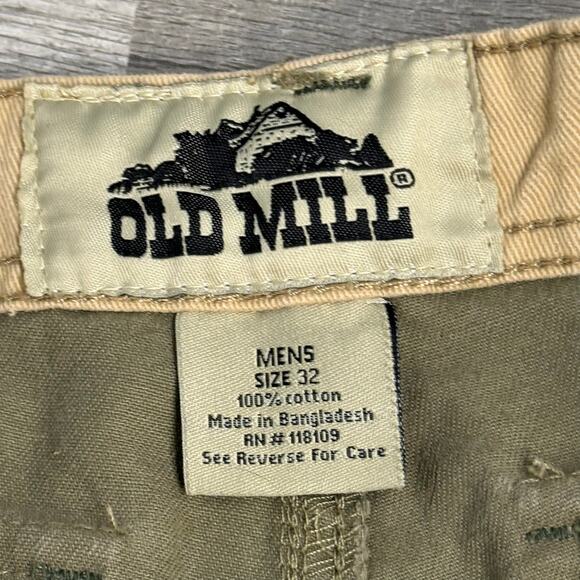 OLD MILL®
MENS
SIZE 32
100% cotton
Made in Bangladesh
RN # 118109
See Reverse For Care